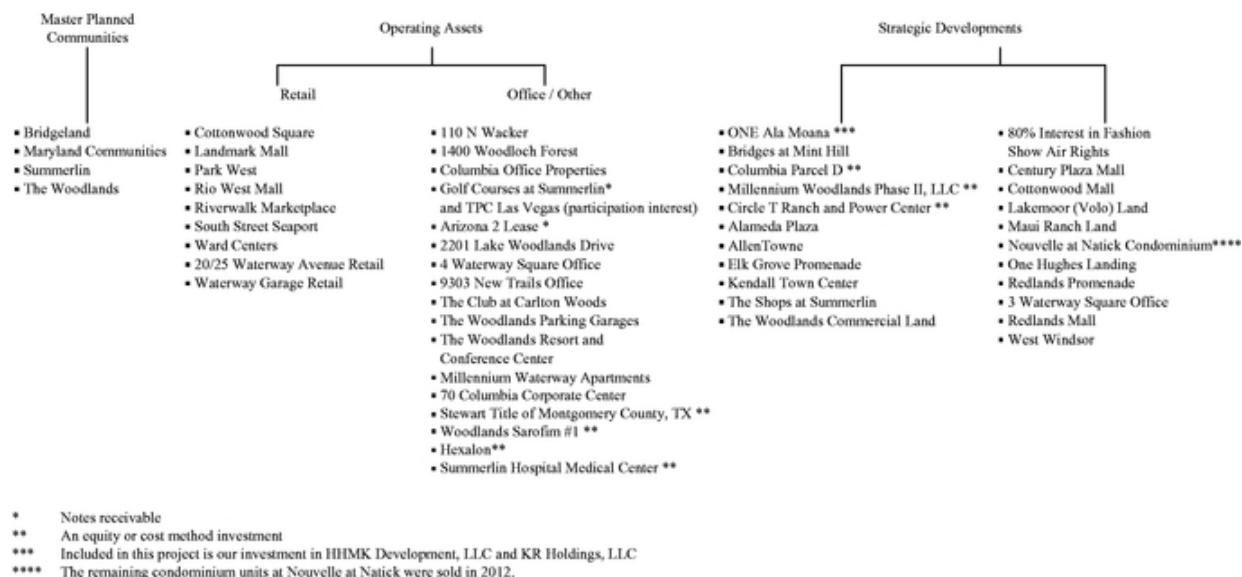 Master Planned
Communities
Operating Assets
Strategic Developments
Retail
Office / Other
▪ Bridgeland
▪ Maryland Communities
▪ Summerlin
▪ The Woodlands
▪ Cottonwood Square
▪ Landmark Mall
▪ Park West
▪ Rio West Mall
▪ Riverwalk Marketplace
▪ South Street Seaport
▪ Ward Centers
▪ 20/25 Waterway Avenue Retail
▪ Waterway Garage Retail
▪ 110 N Wacker
▪ 1400 Woodloch Forest
▪ Columbia Office Properties
▪ Golf Courses at Summerlin*
and TPC Las Vegas (participation interest)
▪ Arizona 2 Lease *
▪ 2201 Lake Woodlands Drive
▪ 4 Waterway Square Office
▪ 9303 New Trails Office
▪ The Club at Carlton Woods
▪ The Woodlands Parking Garages
▪ The Woodlands Resort and
Conference Center
▪ Millennium Waterway Apartments
▪ 70 Columbia Corporate Center
▪ Stewart Title of Montgomery County, TX **
▪ Woodlands Sarofim #1 **
▪ Hexalon**
▪ Summerlin Hospital Medical Center **
▪ ONE Ala Moana ***
▪ Bridges at Mint Hill
▪ Columbia Parcel D **
▪ Millennium Woodlands Phase II, LLC **
▪ Circle T Ranch and Power Center **
▪ Alameda Plaza
▪ AllenTowne
▪ Elk Grove Promenade
▪ Kendall Town Center
▪ The Shops at Summerlin
▪ The Woodlands Commercial Land
▪ 80% Interest in Fashion
Show Air Rights
▪ Century Plaza Mall
▪ Cottonwood Mall
▪ Lakemoor (Volo) Land
▪ Maui Ranch Land
▪ Nouvelle at Natick Condominium****
▪ One Hughes Landing
▪ Redlands Promenade
▪ 3 Waterway Square Office
▪ Redlands Mall
▪ West Windsor
* Notes receivable
** An equity or cost method investment
*** Included in this project is our investment in HHMK Development, LLC and KR Holdings, LLC
**** The remaining condominium units at Nouvelle at Natick were sold in 2012.